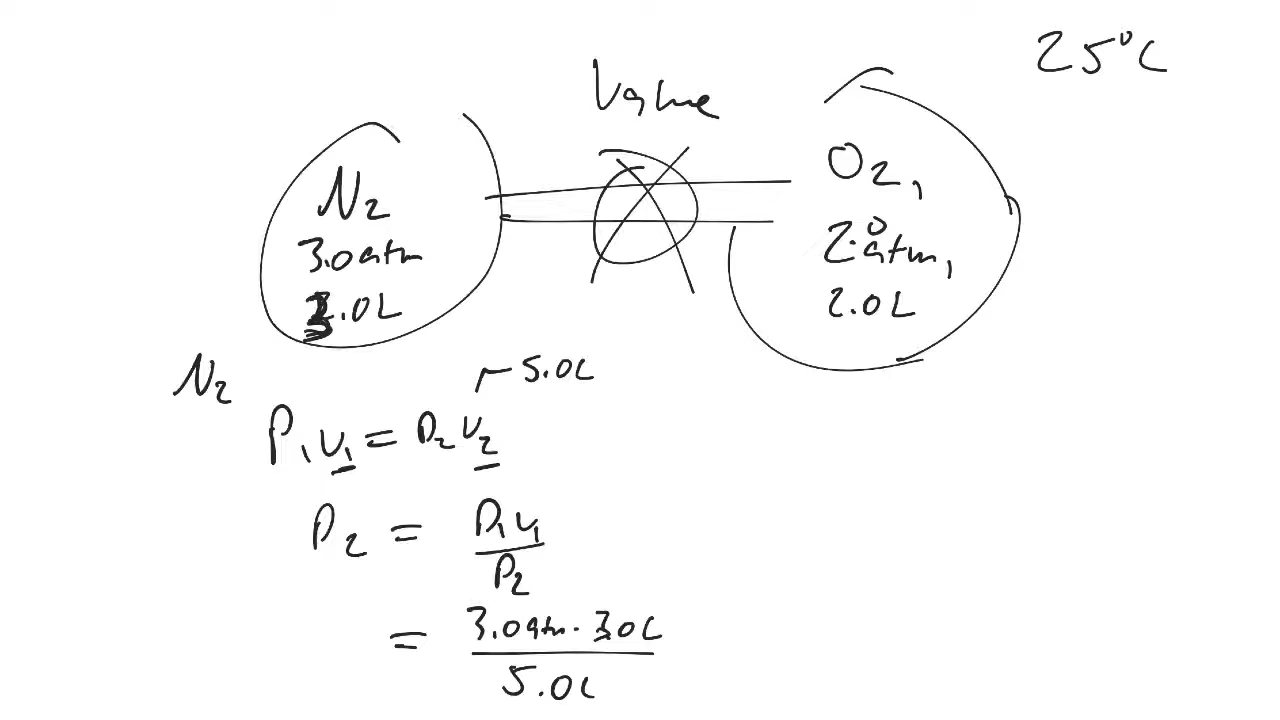 25°C
Valve
N2
3.0atm
3.0L
O2,
2.0atm,
2.0L
N2
5.0L
P1V1 = P2V2
P2 = P1V1/P2
= 3.0atm · 3.0L/5.0L